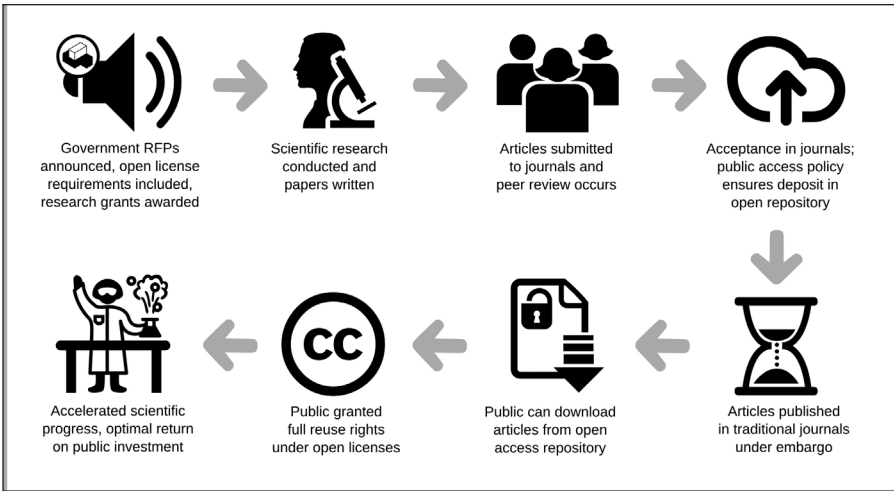 Government RFPs
announced, open license
requirements included,
research grants awarded
Scientific research
conducted and
papers written
Articles submitted
to journals and
peer review occurs
Acceptance in journals;
public access policy
ensures deposit in
open repository
Articles published
in traditional journals
under embargo
Public can download
articles from open
access repository
CC
Public granted
full reuse rights
under open licenses
Accelerated scientific
progress, optimal return
on public investment